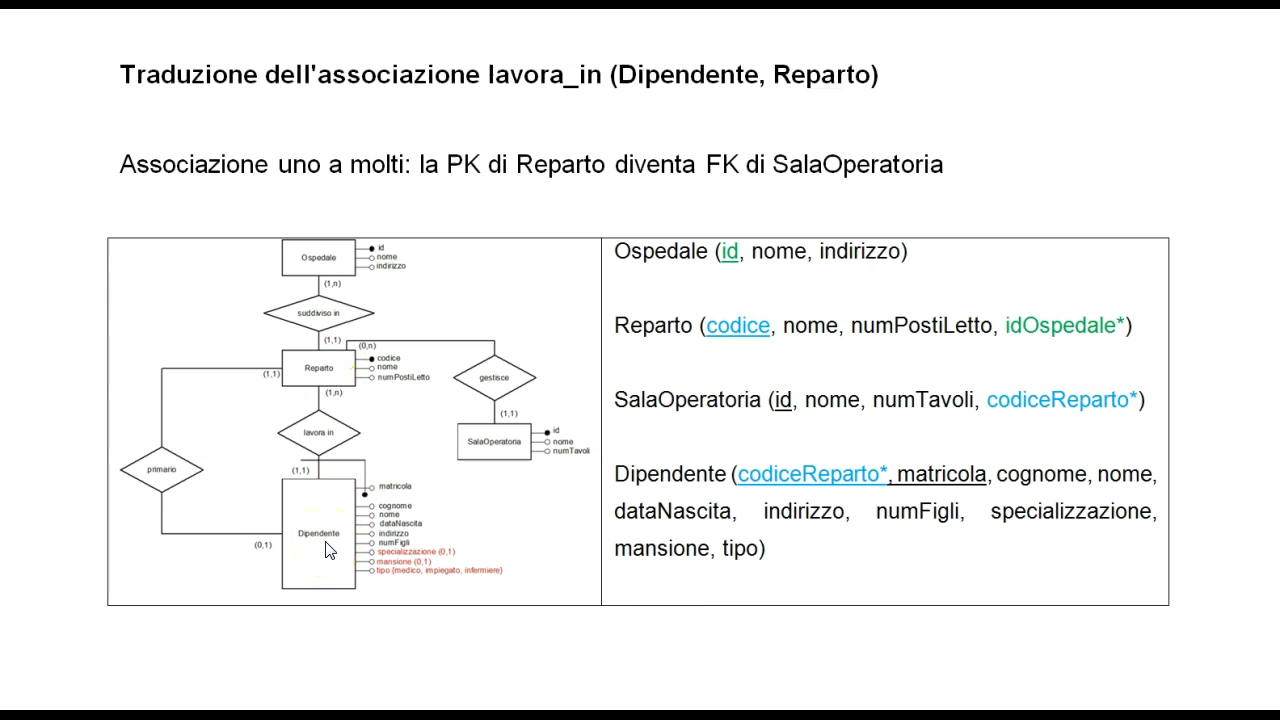 Traduzione dell'associazione lavora_in (Dipendente, Reparto)
Associazione uno a molti: la PK di Reparto diventa FK di SalaOperatoria
Ospedale
id
nome
indirizzo
(1,n)
suddiviso in
(1,1)
(0,n)
Reparto
codice
nome
numPostiLetto
(1,1)
(1,n)
gestisce
(1,1)
lavora in
SalaOperatoria
id
nome
numTavoli
primario
(1,1)
matricola
cognome
nome
dataNascita
Dipendente
indirizzo
numFigli
(0,1)
specializzazione (0,1)
mansione (0,1)
tipo (medico, impiegato, infermiere)
Ospedale (id, nome, indirizzo)
Reparto (codice, nome, numPostiLetto, idOspedale*)
SalaOperatoria (id, nome, numTavoli, codiceReparto*)
Dipendente (codiceReparto*, matricola, cognome, nome,
dataNascita, indirizzo, numFigli, specializzazione,
mansione, tipo)